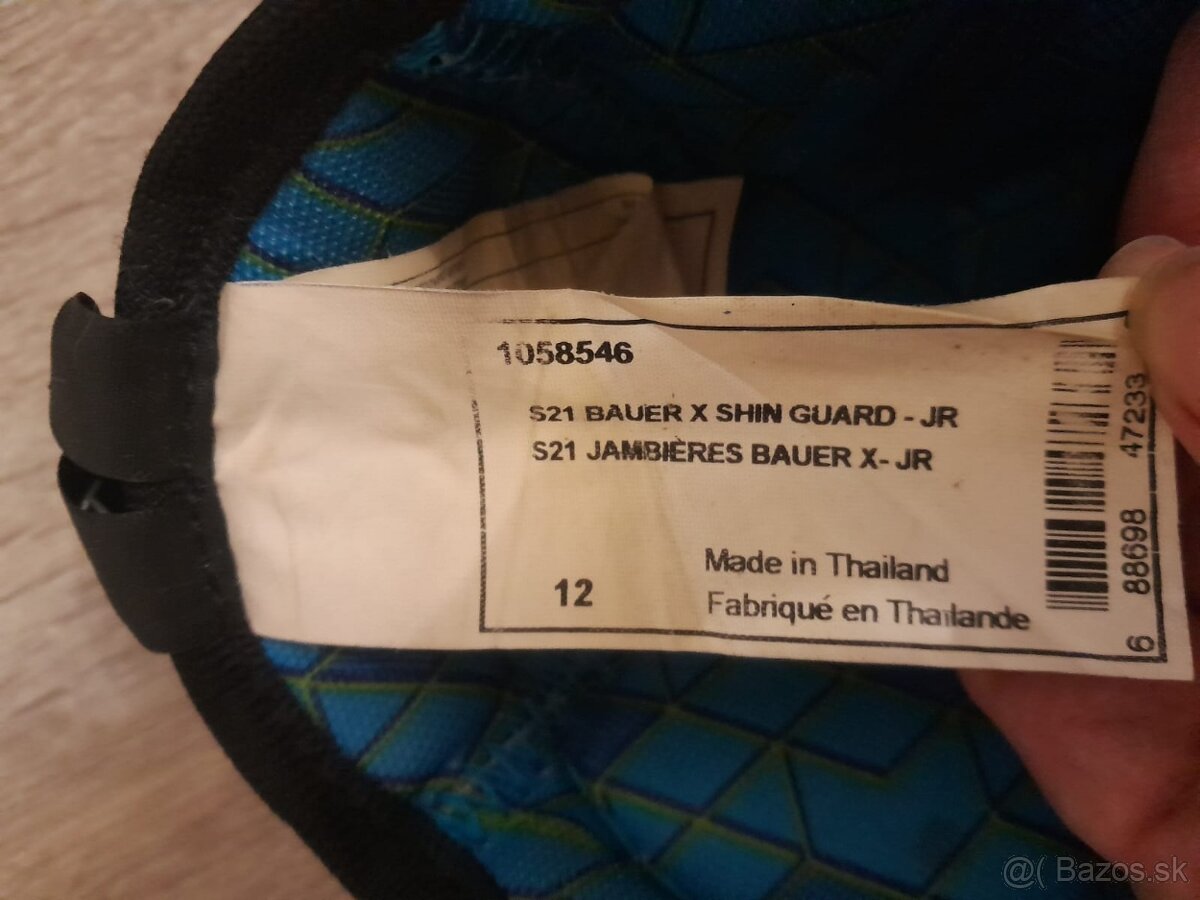 1058546
S21 BAUER X SHIN GUARD - JR
S21 JAMBIÈRES BAUER X- JR
12
Made in Thailand
Fabriqué en Thaïlande
6 88698 47233
@( Bazos.sk